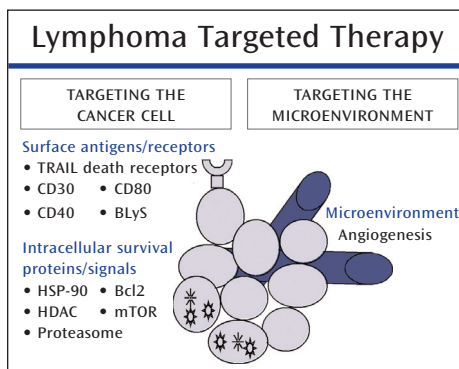 Lymphoma Targeted Therapy
TARGETING THE
CANCER CELL
TARGETING THE
MICROENVIRONMENT
Surface antigens/receptors
• TRAIL death receptors
• CD30 • CD80
• CD40 • BLyS
Intracellular survival
proteins/signals
• HSP-90 • Bcl2
• HDAC • mTOR
• Proteasome
Microenvironment
Angiogenesis